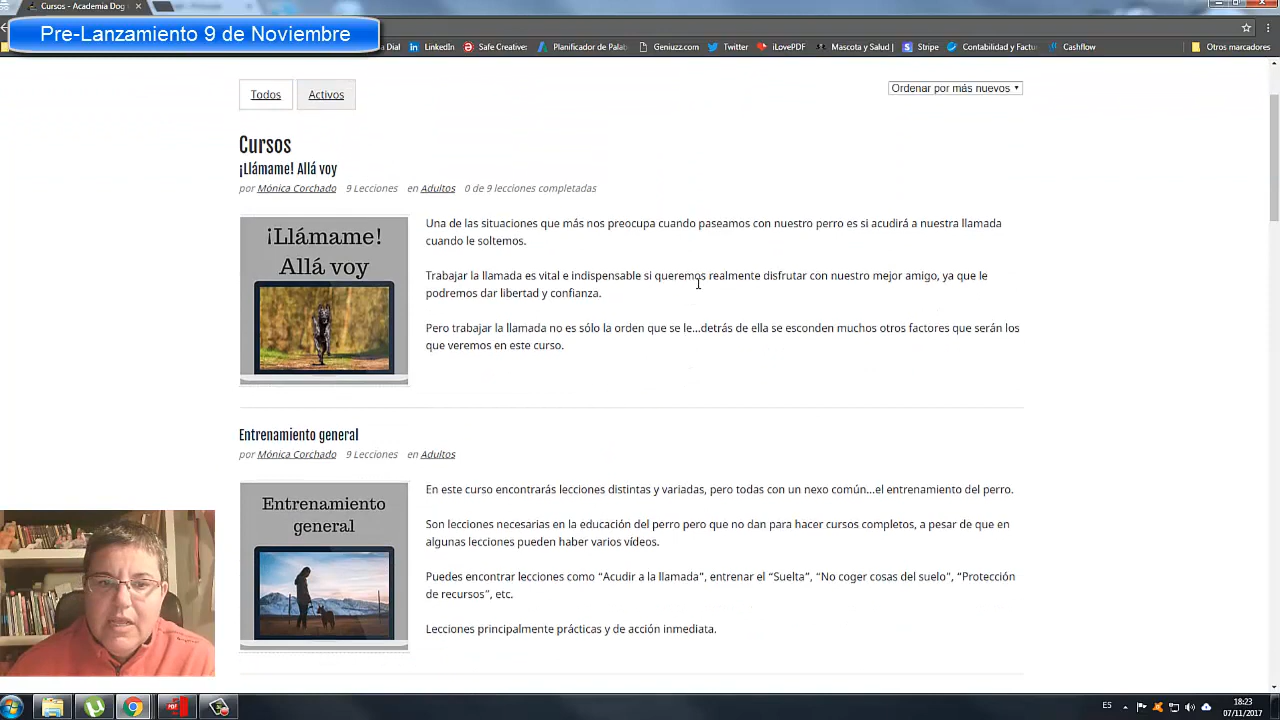 Cursos - Academia Dog
Pre-Lanzamiento 9 de Noviembre
Dial LinkedIn Safe Creative: Planificador de Palab Geniuzz.com Twitter iLovePDF Mascota y Salud | Stripe Contabilidad y Factu Cashflow Otros marcadores
Todos Activos Ordenar por más nuevos
Cursos
¡Llámame! Allá voy
por Mónica Corchado 9 Lecciones en Adultos 0 de 9 lecciones completadas
¡Llámame!
Allá voy
Una de las situaciones que más nos preocupa cuando paseamos con nuestro perro es si acudirá a nuestra llamada
cuando le soltemos.
Trabajar la llamada es vital e indispensable si queremos realmente disfrutar con nuestro mejor amigo, ya que le
podremos dar libertad y confianza.
Pero trabajar la llamada no es sólo la orden que se le...detrás de ella se esconden muchos otros factores que serán los
que veremos en este curso.
Entrenamiento general
por Mónica Corchado 9 Lecciones en Adultos
Entrenamiento
general
En este curso encontrarás lecciones distintas y variadas, pero todas con un nexo común...el entrenamiento del perro.
Son lecciones necesarias en la educación del perro pero que no dan para hacer cursos completos, a pesar de que en
algunas lecciones pueden haber varios vídeos.
Puedes encontrar lecciones como “Acudir a la llamada”, entrenar el “Suelta”, “No coger cosas del suelo”, “Protección
de recursos”, etc.
Lecciones principalmente prácticas y de acción inmediata.
ES 18:23
07/11/2017